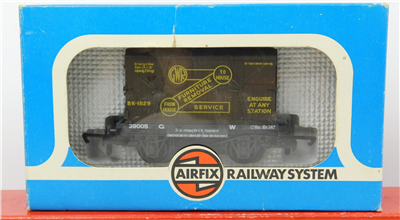 GWR
TO
HOUSE
FURNITURE
REMOVAL
FROM
HOUSE
SERVICE
BK-1829
ENQUIRE
AT ANY
STATION
39005 G W
AIRFIX RAILWAY SYSTEM